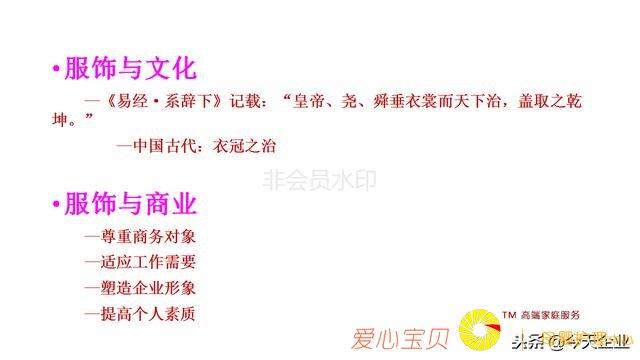 •服饰与文化
—《易经·系辞下》记载：“皇帝、尧、舜垂衣裳而天下治，盖取之乾
坤。”
—中国古代：衣冠之治
非会员水印
•服饰与商业
—尊重商务对象
—适应工作需要
—塑造企业形象
—提高个人素质
爱心宝贝
TM 高端家庭服务
头条@今天企业